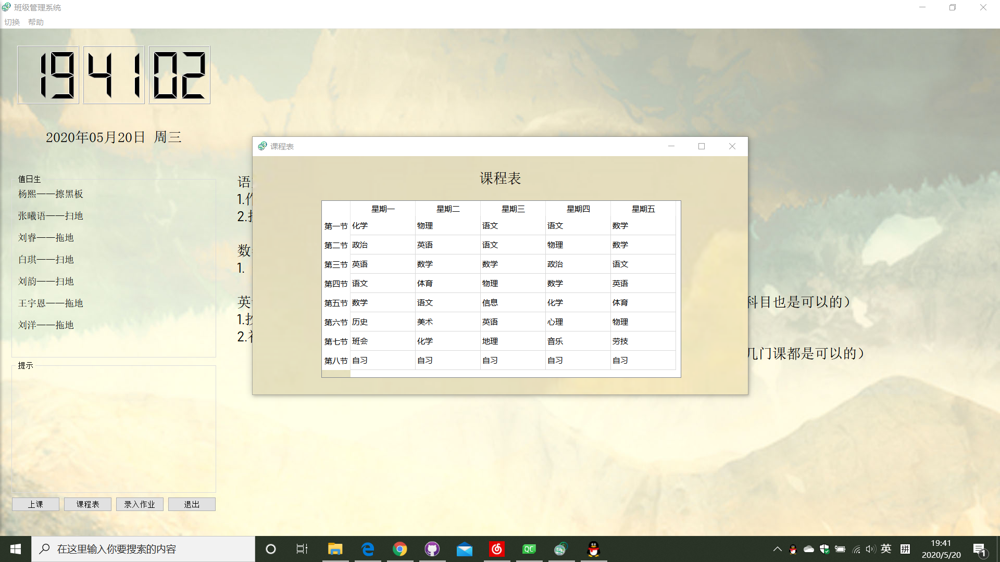 班级管理系统
切换 帮助
19 41 02
2020年05月20日 周三
值日生
杨熙——擦黑板
张曦语——扫地
刘睿——拖地
白琪——扫地
刘韵——扫地
王宇恩——拖地
刘洋——拖地
提示
上课 课程表 录入作业 退出
语
1.作
2.
数
1.
英
1.
2.
科目也是可以的）
几门课都是可以的）
课程表
课程表
星期一 星期二 星期三 星期四 星期五
第一节 化学 物理 语文 语文 数学
第二节 政治 英语 语文 物理 数学
第三节 英语 数学 数学 政治 语文
第四节 语文 体育 物理 数学 英语
第五节 数学 语文 信息 化学 体育
第六节 历史 美术 英语 心理 物理
第七节 班会 化学 地理 音乐 劳技
第八节 自习 自习 自习 自习 自习
在这里输入你要搜索的内容
QC
英 拼
19:41
2020/5/20
1